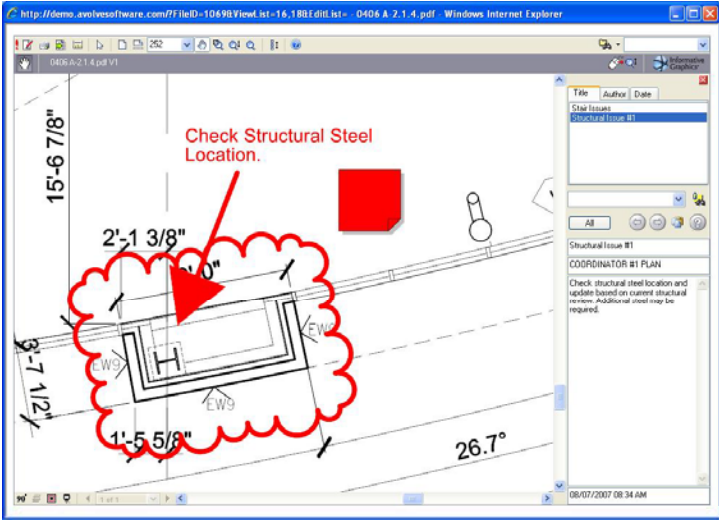 http://demo.avolvesoftware.com/?FileID=1069&ViewList=16,18&EditList= - 0406 A-2.1.4.pdf - Windows Internet Explorer
252
0406 A-2.1.4.pdf V1
Informative
Graphics
Title Author Date
Stair Issues
Structural Issue #1
All
Structural Issue #1
COORDINATOR #1 PLAN
Check structural steel location and
update based on current structural
review. Additional steel may be
required.
08/07/2007 08:34 AM
Check Structural Steel
Location.
15'-6 7/8"
2'-1 3/8"
EW9
EW9
3'-7 1/2"
1'-5 5/8"
26.7°
90°
1 of 1